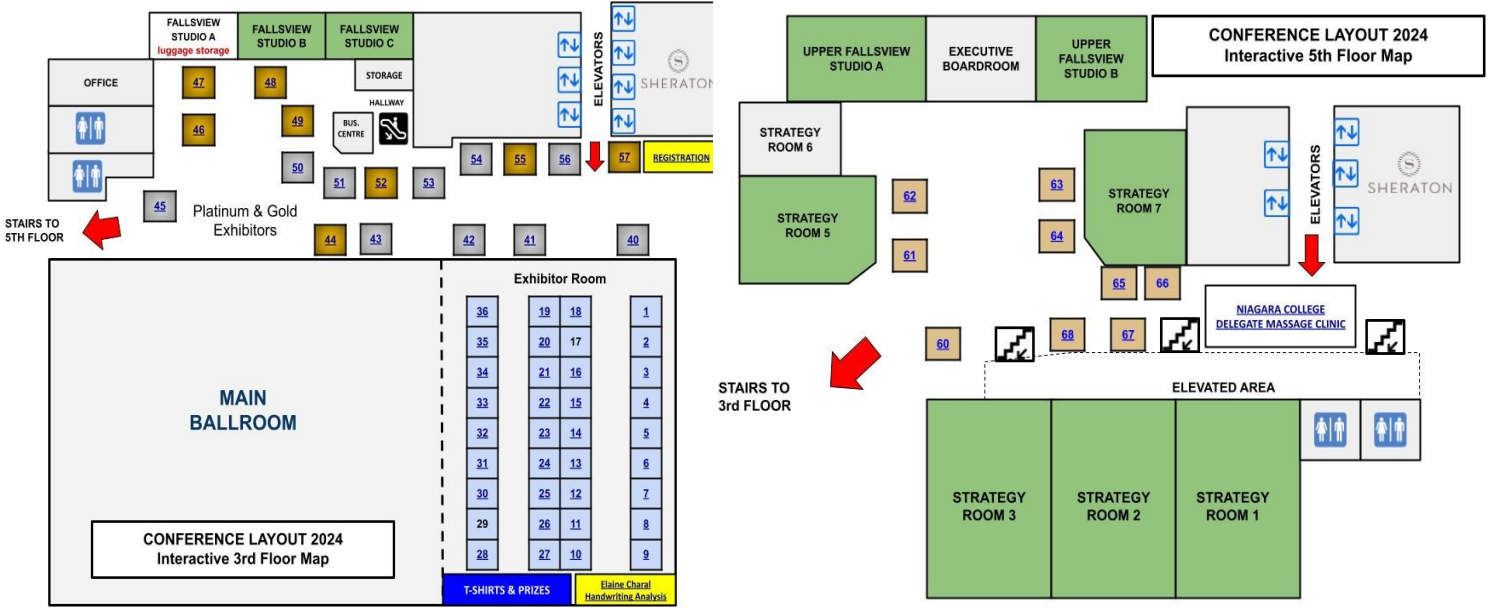 FALLSVIEW
STUDIO A
luggage storage
FALLSVIEW
STUDIO B
FALLSVIEW
STUDIO C
OFFICE
STORAGE
HALLWAY
BUS.
CENTRE
ELEVATORS
S
SHERATON
47
48
46
49
50
51
52
53
54
55
56
57
REGISTRATION
45
Platinum & Gold
Exhibitors
STAIRS TO
5TH FLOOR
44
43
42
41
40
Exhibitor Room
36
19
18
1
35
20
17
2
34
21
16
3
33
22
15
4
32
23
14
5
31
24
13
6
30
25
12
7
29
26
11
8
28
27
10
9
MAIN
BALLROOM
CONFERENCE LAYOUT 2024
Interactive 3rd Floor Map
T-SHIRTS & PRIZES
Elaine Charal
Handwriting Analysis
UPPER FALLSVIEW
STUDIO A
EXECUTIVE
BOARDROOM
UPPER
FALLSVIEW
STUDIO B
CONFERENCE LAYOUT 2024
Interactive 5th Floor Map
STRATEGY
ROOM 6
STRATEGY
ROOM 5
62
61
63
64
STRATEGY
ROOM 7
ELEVATORS
S
SHERATON
65
66
NIAGARA COLLEGE
DELEGATE MASSAGE CLINIC
60
68
67
STAIRS TO
3rd FLOOR
ELEVATED AREA
STRATEGY
ROOM 3
STRATEGY
ROOM 2
STRATEGY
ROOM 1